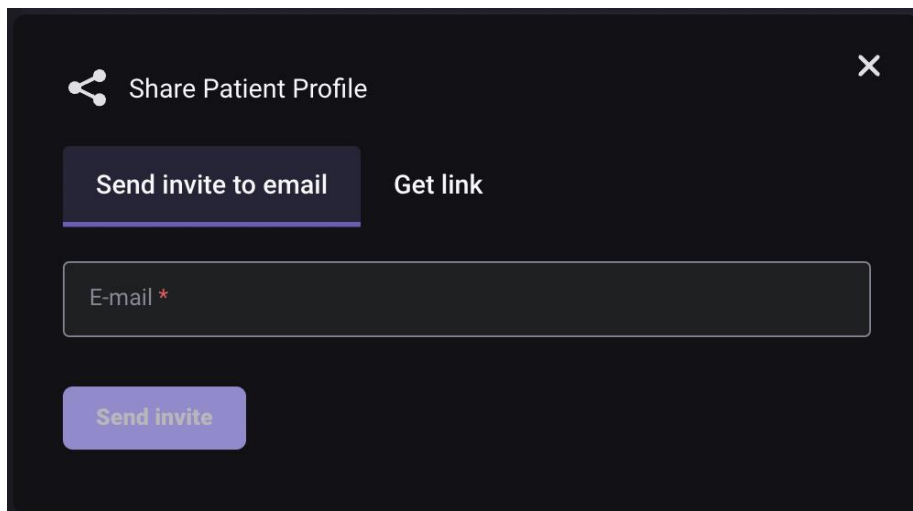 Share Patient Profile
Send invite to email
Get link
E-mail *
Send invite